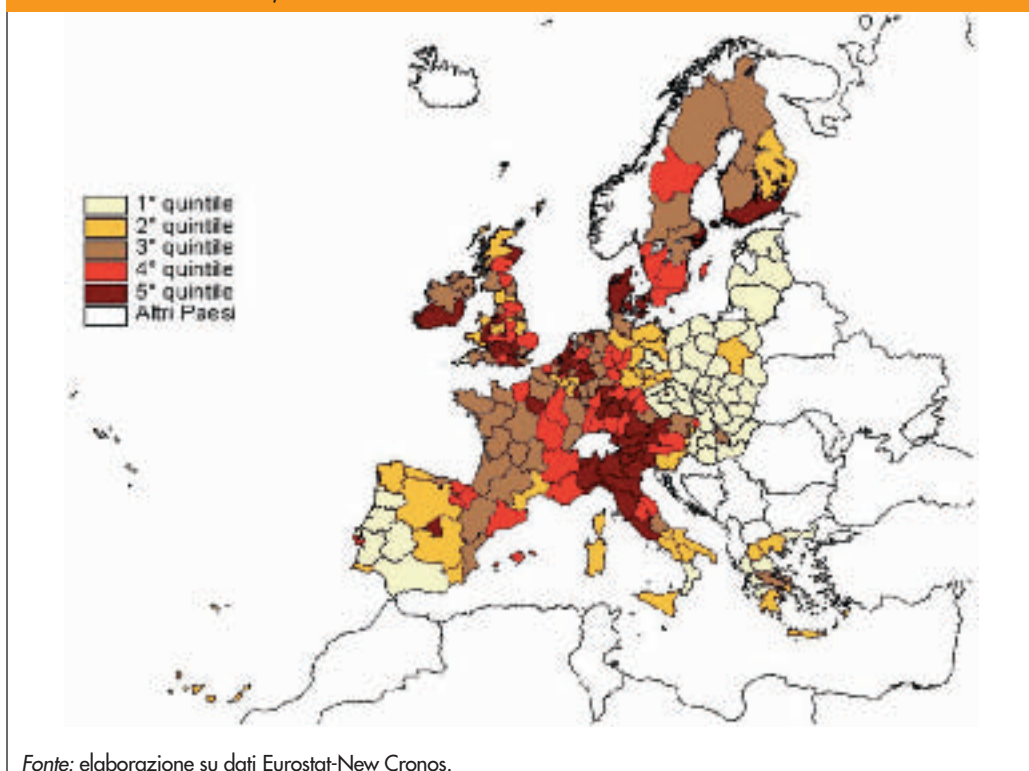 1° quintile
2° quintile
3° quintile
4° quintile
5° quintile
Altri Paesi
Fonte: elaborazione su dati Eurostat-New Cronos.